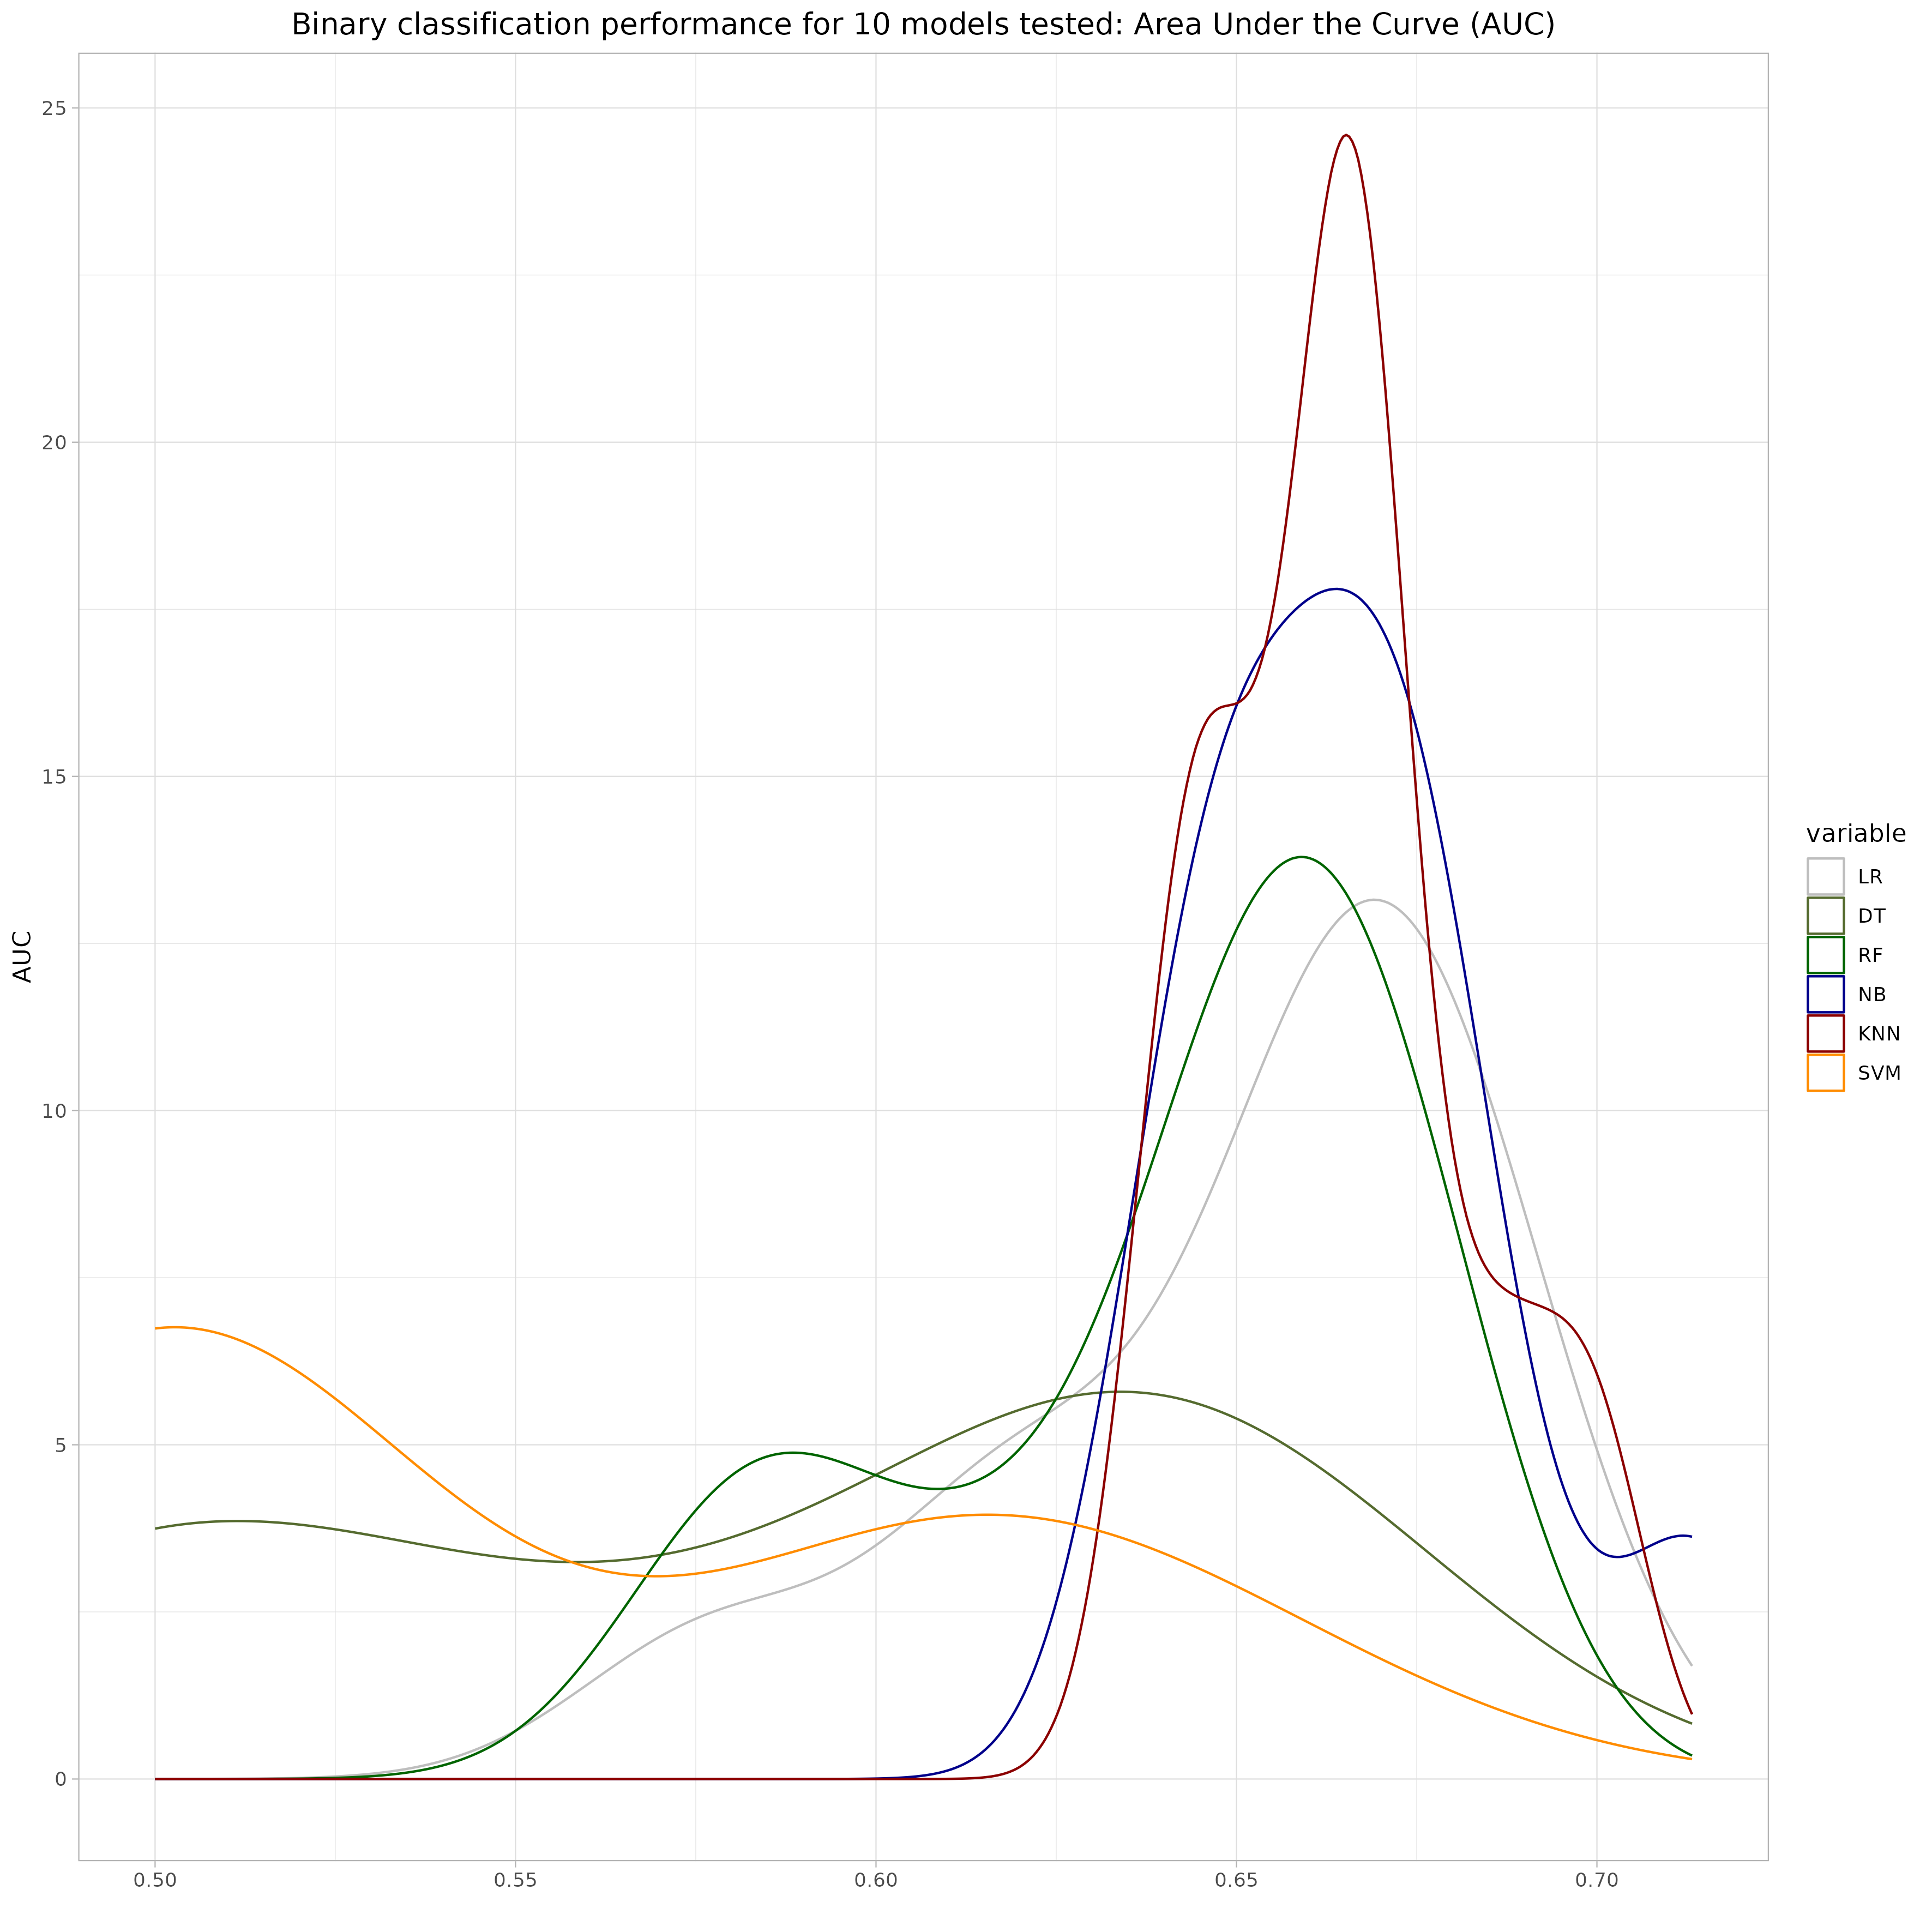 Binary classification performance for 10 models tested: Area Under the Curve (AUC)
25
20
15
10
5
0
AUC
0.50 0.55 0.60 0.65 0.70
variable
LR
DT
RF
NB
KNN
SVM